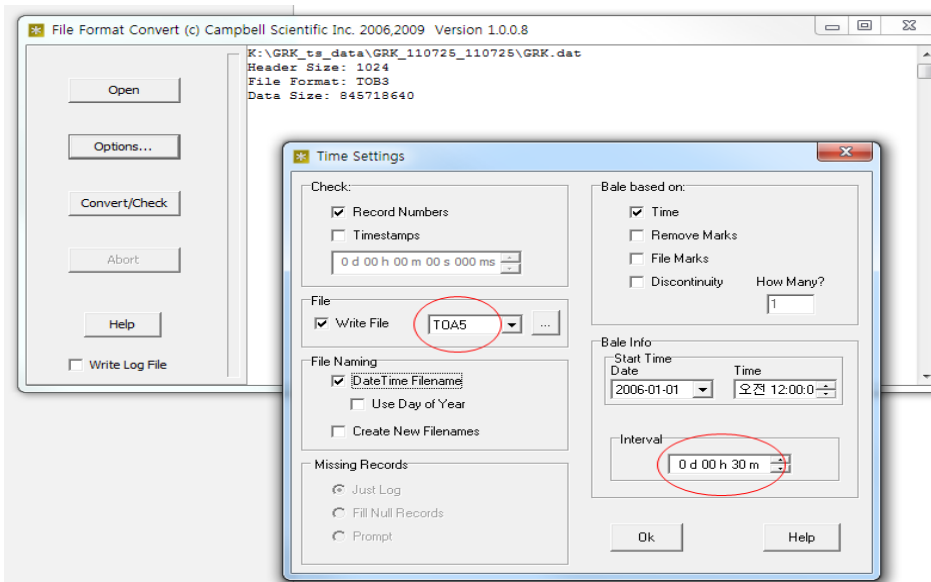 File Format Convert (c) Campbell Scientific Inc. 2006,2009 Version 1.0.0.8
Open
Options...
Convert/Check
Abort
Help
Write Log File
K:\GRK_ts_data\GRK_110725_110725\GRK.dat
Header Size: 1024
File Format: TOB3
Data Size: 845718640
Time Settings
Check:
Record Numbers
Timestamps
0 d 00 h 00 m 00 s 000 ms
File
Write File
TOA5
...
File Naming
DateTime Filename
Use Day of Year
Create New Filenames
Missing Records
Just Log
Fill Null Records
Prompt
Bale based on:
Time
Remove Marks
File Marks
Discontinuity
How Many?
1
Bale Info
Start Time
Date
Time
2006-01-01
오전 12:00:0
Interval
0 d 00 h 30 m
Ok
Help